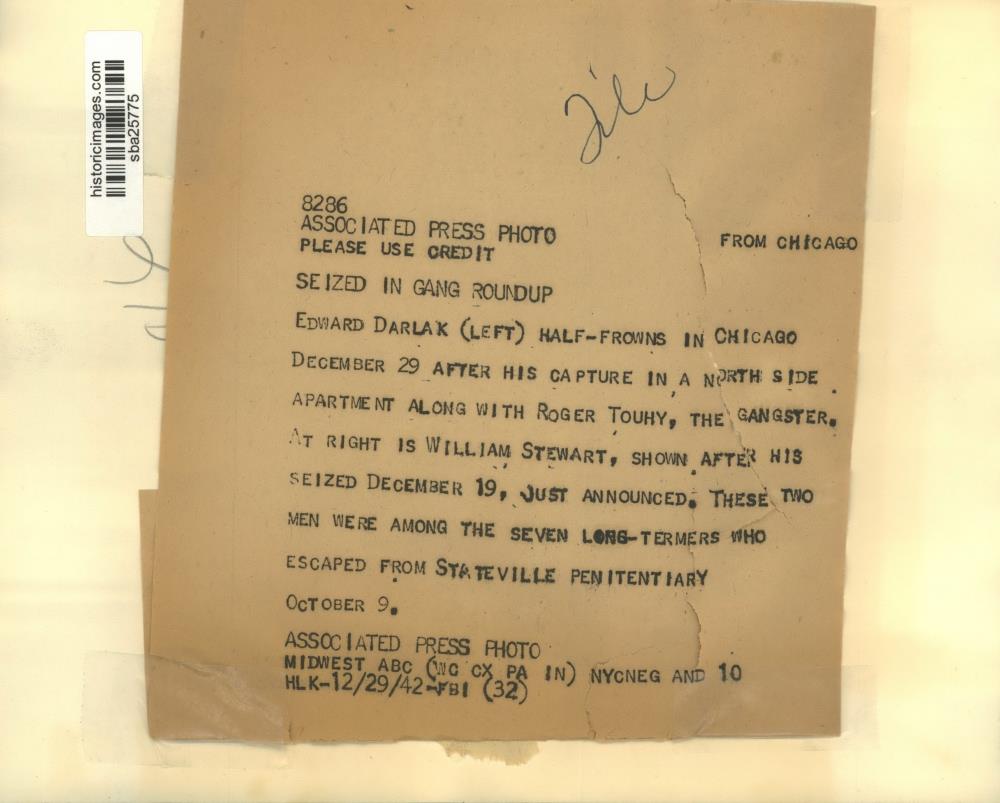 historicimages.com
sba25775
File
8286
ASSOCIATED PRESS PHOTO
PLEASE USE CREDIT
FROM CHICAGO
SEIZED IN GANG ROUNDUP
EDWARD DARLAK (LEFT) HALF-FROWNS IN CHICAGO
DECEMBER 29 AFTER HIS CAPTURE IN A NORTH SIDE
APARTMENT ALONG WITH ROGER TOUHY, THE GANGSTER.
AT RIGHT IS WILLIAM STEWART, SHOWN AFTER HIS
SEIZED DECEMBER 19, JUST ANNOUNCED. THESE TWO
MEN WERE AMONG THE SEVEN LONG-TERMERS WHO
ESCAPED FROM STATEVILLE PENITENTIARY
OCTOBER 9.
ASSOCIATED PRESS PHOTO
MIDWEST ABC (WG CX PA IN) NYCNEG AND 10
HLK-12/29/42-FBI (32)